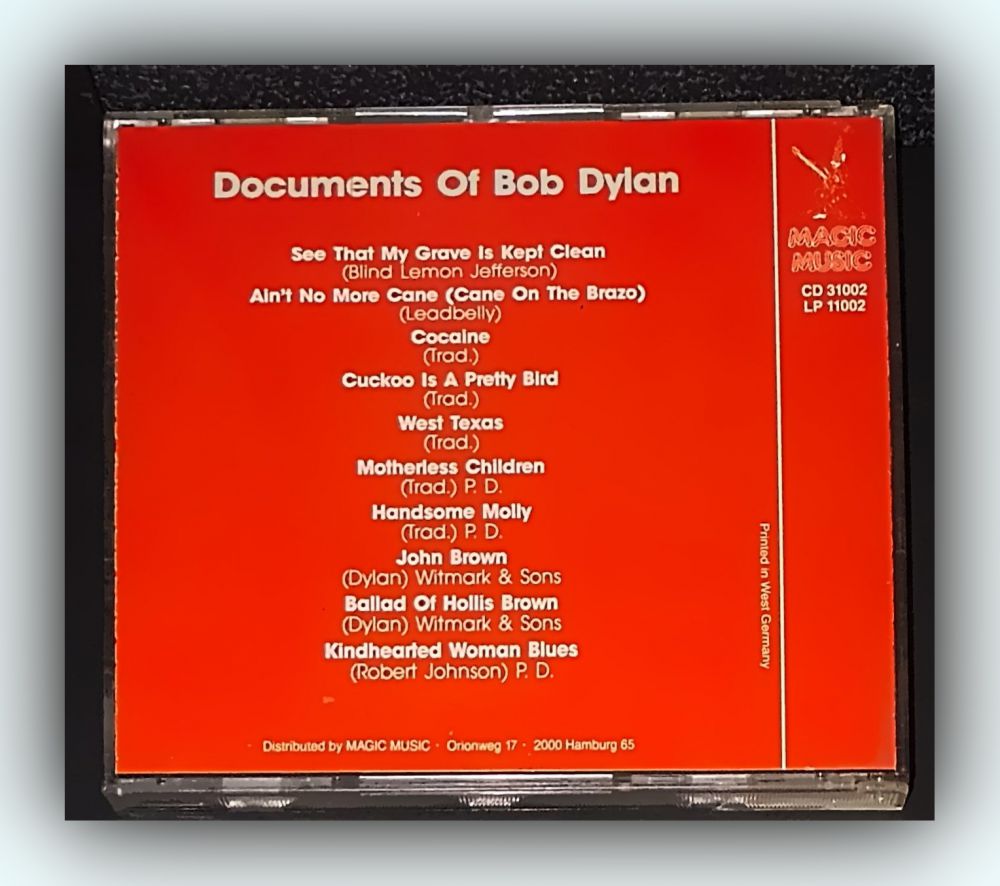 Documents Of Bob Dylan
See That My Grave Is Kept Clean
(Blind Lemon Jefferson)
Ain't No More Cane (Cane On The Brazo)
(Leadbelly)
Cocaine
(Trad.)
Cuckoo Is A Pretty Bird
(Trad.)
West Texas
(Trad.)
Motherless Children
(Trad.) P. D.
Handsome Molly
(Trad.) P. D.
John Brown
(Dylan) Witmark & Sons
Ballad Of Hollis Brown
(Dylan) Witmark & Sons
Kindhearted Woman Blues
(Robert Johnson) P. D.
Distributed by MAGIC MUSIC · Orionweg 17 · 2000 Hamburg 65
Printed in West Germany
MAGIC
MUSIC
CD 31002
LP 11002